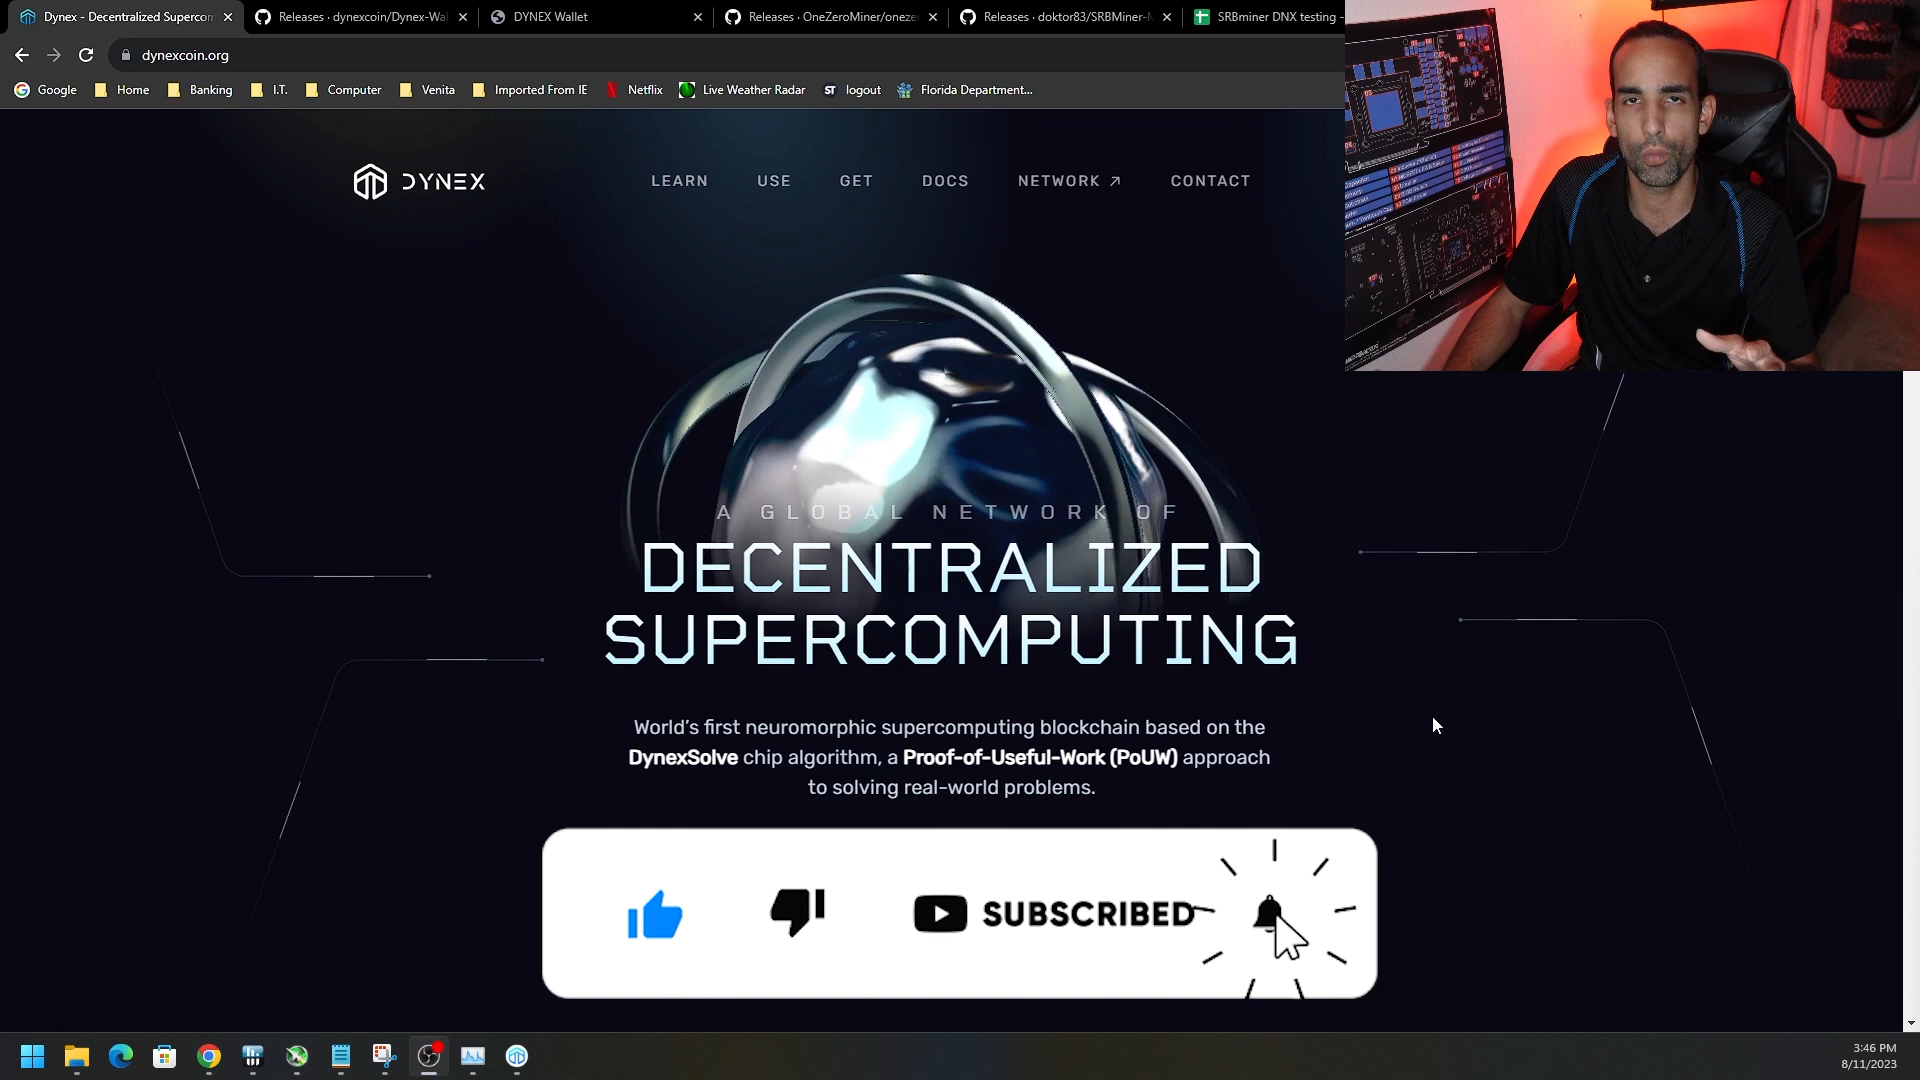 Dynex - Decentralized Supercom
Releases · dynexcoin/Dynex-Wal
DYNEX Wallet
Releases · OneZeroMiner/oneze
Releases · doktor83/SRBMiner-M
SRBminer DNX testing -
dynexcoin.org
Google
Home
Banking
I.T.
Computer
Venita
Imported From IE
Netflix
Live Weather Radar
ST logout
Florida Department...
DYNEX
LEARN
USE
GET
DOCS
NETWORK ↗
CONTACT
A GLOBAL NETWORK OF
DECENTRALIZED
SUPERCOMPUTING
World's first neuromorphic supercomputing blockchain based on the
DynexSolve chip algorithm, a Proof-of-Useful-Work (PoUW) approach
to solving real-world problems.
SUBSCRIBED
3:46 PM
8/11/2023